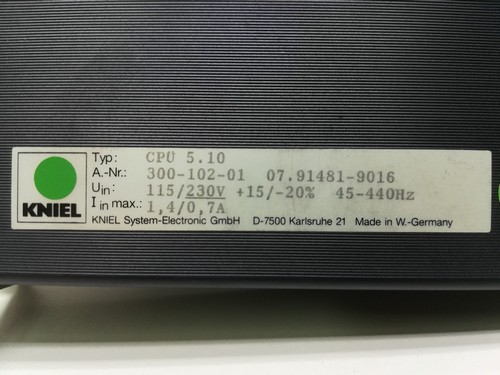 KNIEL
Typ: CPU 5.10
A.-Nr.: 300-102-01 07.91481-9016
Uin: 115/230V +15/-20% 45-440Hz
I in max.: 1,4/0,7A
KNIEL System-Electronic GmbH D-7500 Karlsruhe 21 Made in W.-Germany